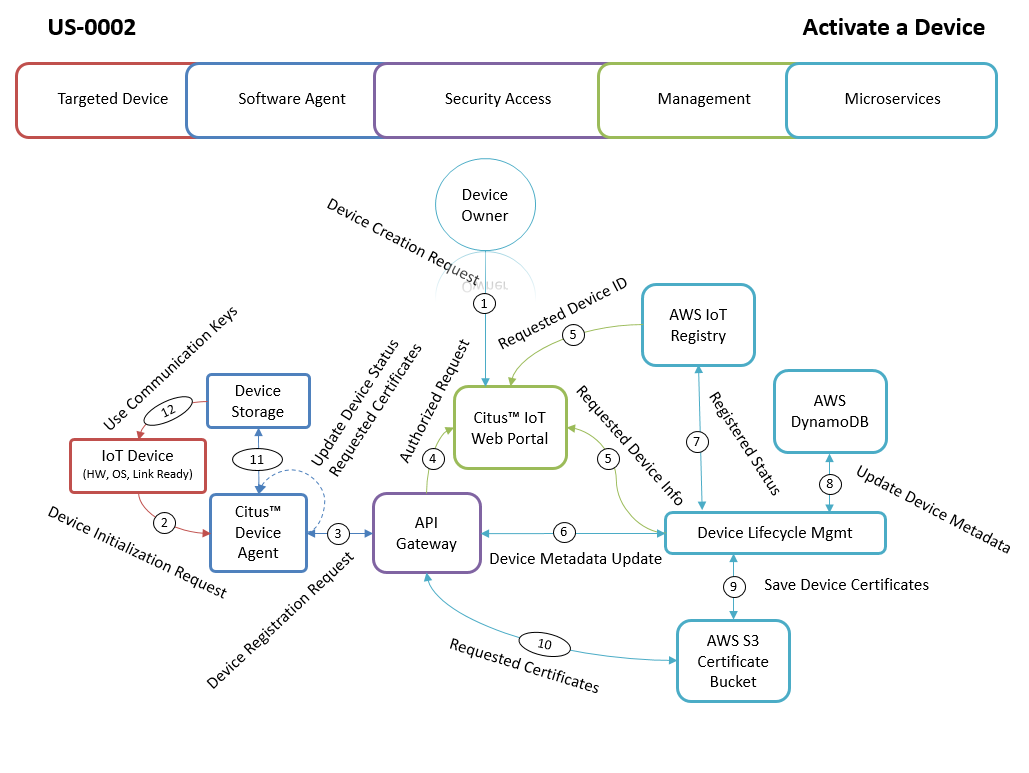 US-0002
Activate a Device
Targeted Device
Software Agent
Security Access
Management
Microservices
Device
Owner
Owner
Device Creation Request
1
Requested Device ID
5
AWS IoT
Registry
Use Communication Keys
12
Device
Storage
Update Device Status
Requested Certificates
Authorized Request
4
Citus™ IoT
Web Portal
Requested Device Info
5
7
Registered Status
AWS
DynamoDB
8
Update Device Metadata
IoT Device
(HW, OS, Link Ready)
11
2
Device Initialization Request
Citus™
Device
Agent
3
Device Registration Request
API
Gateway
6
Device Metadata Update
Device Lifecycle Mgmt
9
Save Device Certificates
10
Requested Certificates
AWS S3
Certificate
Bucket